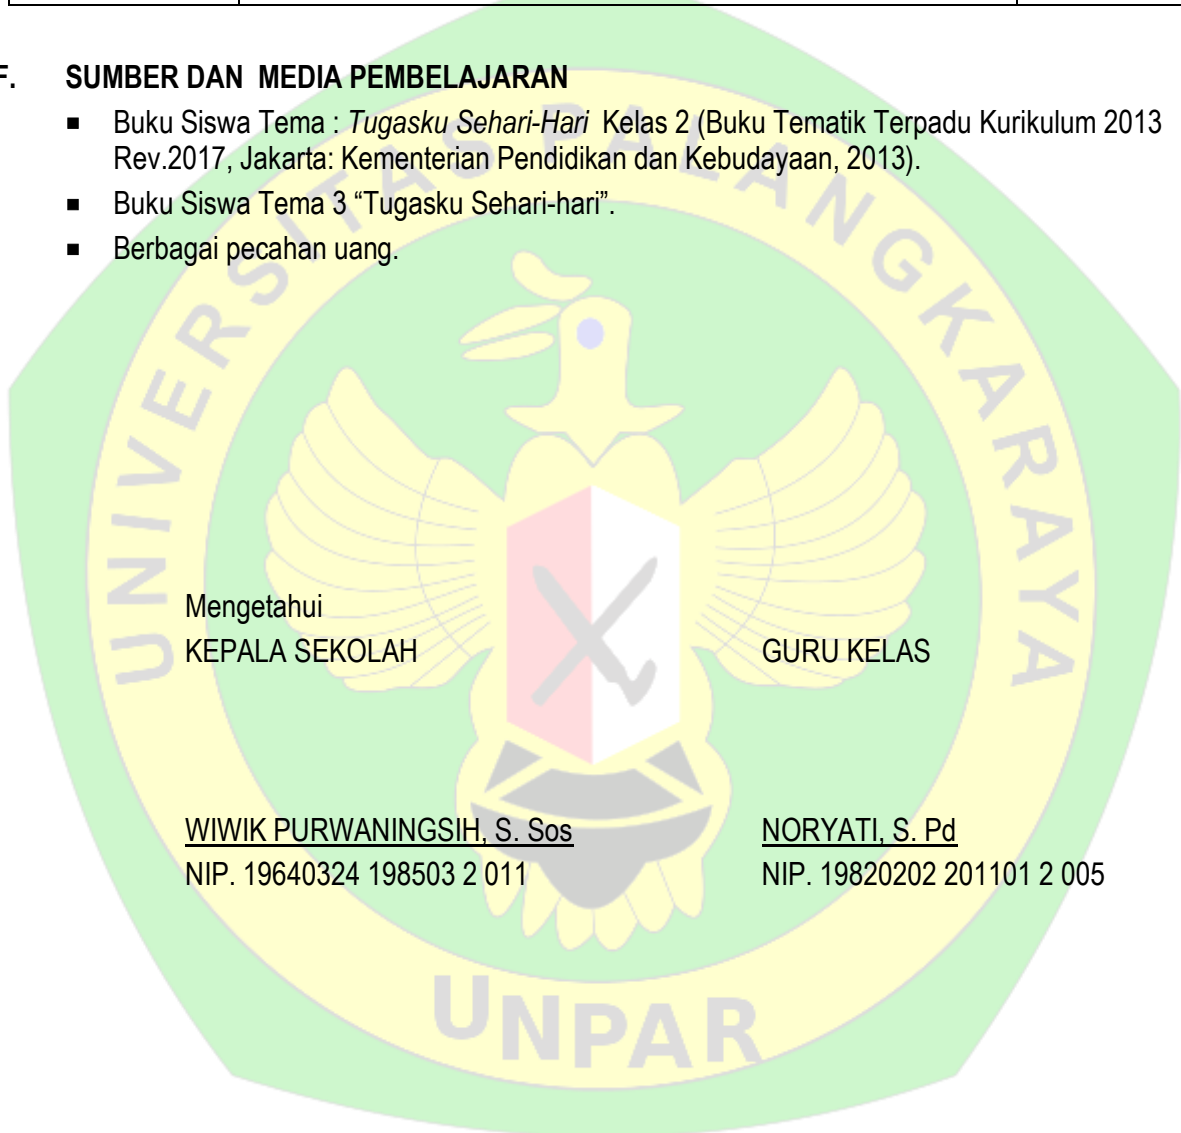 F. SUMBER DAN MEDIA PEMBELAJARAN
▪ Buku Siswa Tema : Tugasku Sehari-Hari Kelas 2 (Buku Tematik Terpadu Kurikulum 2013
Rev.2017, Jakarta: Kementerian Pendidikan dan Kebudayaan, 2013).
▪ Buku Siswa Tema 3 “Tugasku Sehari-hari”.
▪ Berbagai pecahan uang.
UNIVERSITAS PALANGKARAYA
Mengetahui
KEPALA SEKOLAH GURU KELAS
WIWIK PURWANINGSIH, S. Sos NORYATI, S. Pd
NIP. 19640324 198503 2 011 NIP. 19820202 201101 2 005
UNPAR